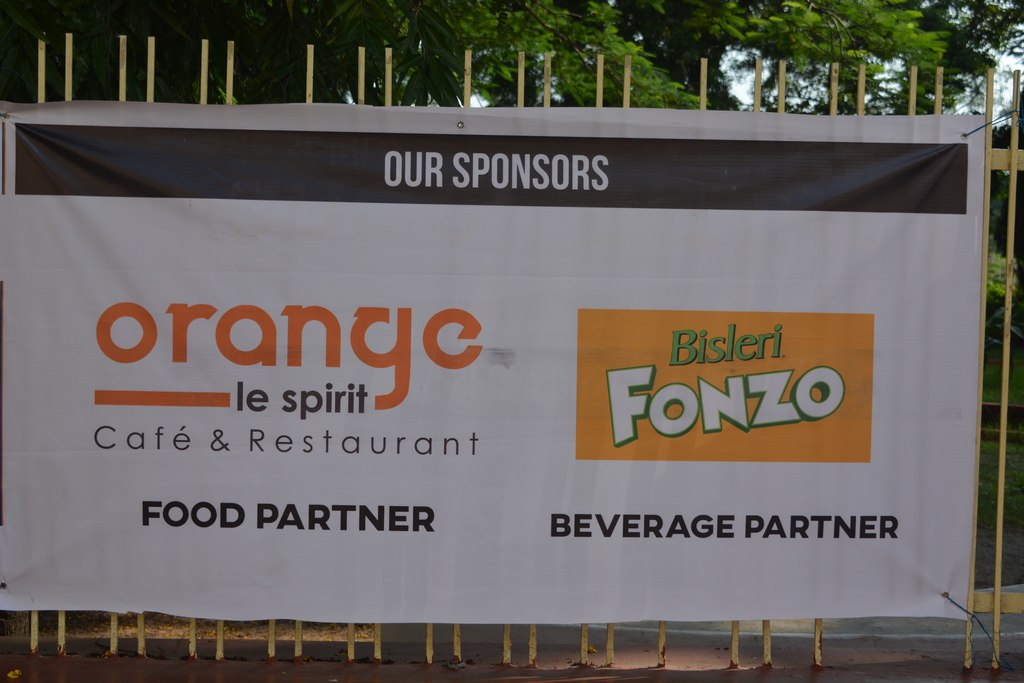 OUR SPONSORS
orange
le spirit
Café & Restaurant
FOOD PARTNER
Bisleri
FONZO
BEVERAGE PARTNER